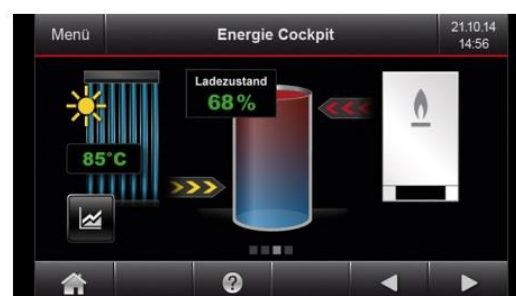 Menü
Energie Cockpit
21.10.14
14:56
Ladezustand
68%
85°C
?